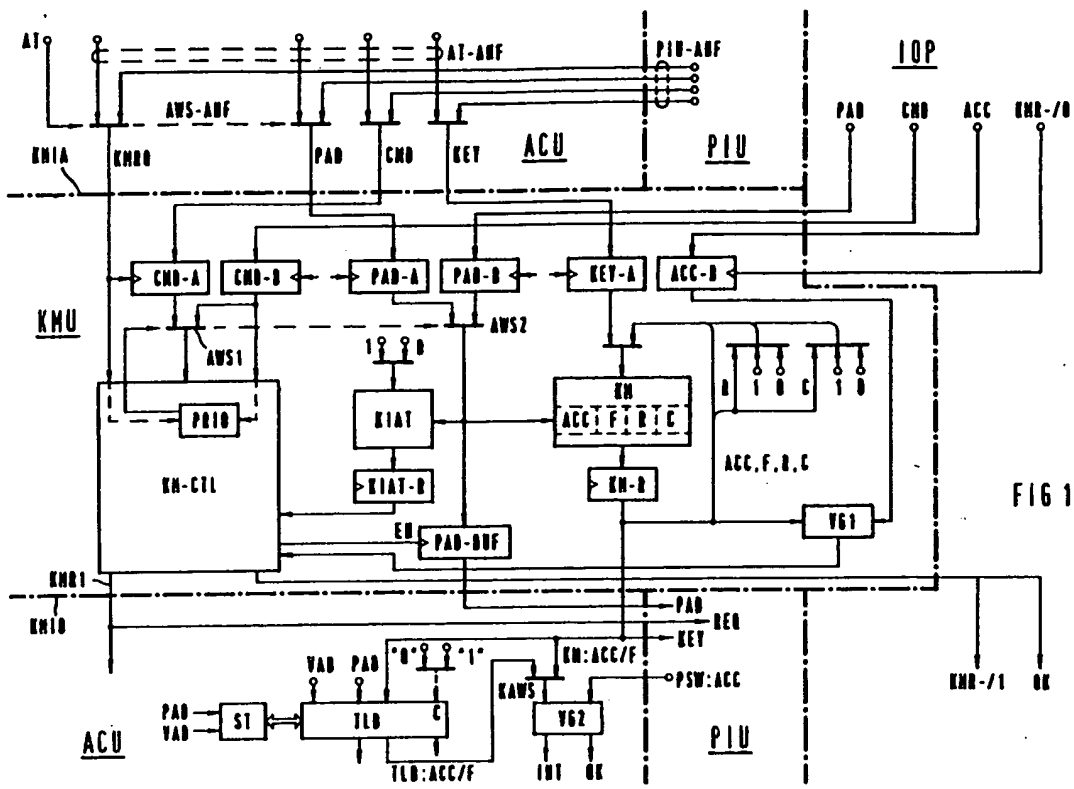 AT
AT-ANF
PIU-ANF
IOP
AWS-ANF
PAD
CMD
ACC
KMR-/0
KMIA
KMR0
PAD
CMD
KEY
ACU
PIU
CMD-A
CMD-B
PAD-A
PAD-B
KEY-A
ACC-B
KMU
AWS1
AWS2
1 0
R 1 0 C 1 0
PRIO
KIAT
KM
ACC F R C
ACC,F,R,C
KM-CTL
KIAT-R
KM-R
FIG 1
EN
PAD-BUF
VG1
KMR1
KMIO
PAD
REQ
KEY
VAD PAD "0" "1"
KM:ACC/F
KAWS
PSW:ACC
KMR-/1 OK
PAD
VAD
ST
TLB
C
VG2
ACU
TLB:ACC/F
INT OK
PIU